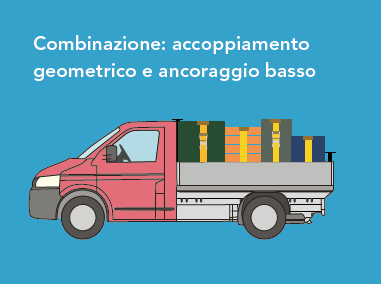 Combinazione: accoppiamento
geometrico e ancoraggio basso